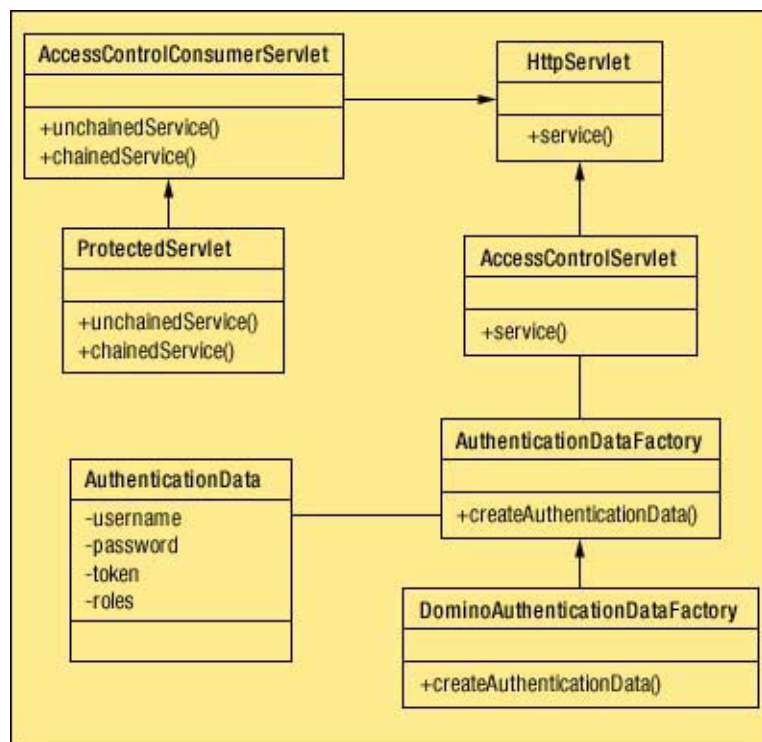 AccessControlConsumerServlet
+unchainedService()
+chainedService()
HttpServlet
+service()
ProtectedServlet
+unchainedService()
+chainedService()
AccessControlServlet
+service()
AuthenticationDataFactory
+createAuthenticationData()
AuthenticationData
-username
-password
-token
-roles
DominoAuthenticationDataFactory
+createAuthenticationData()